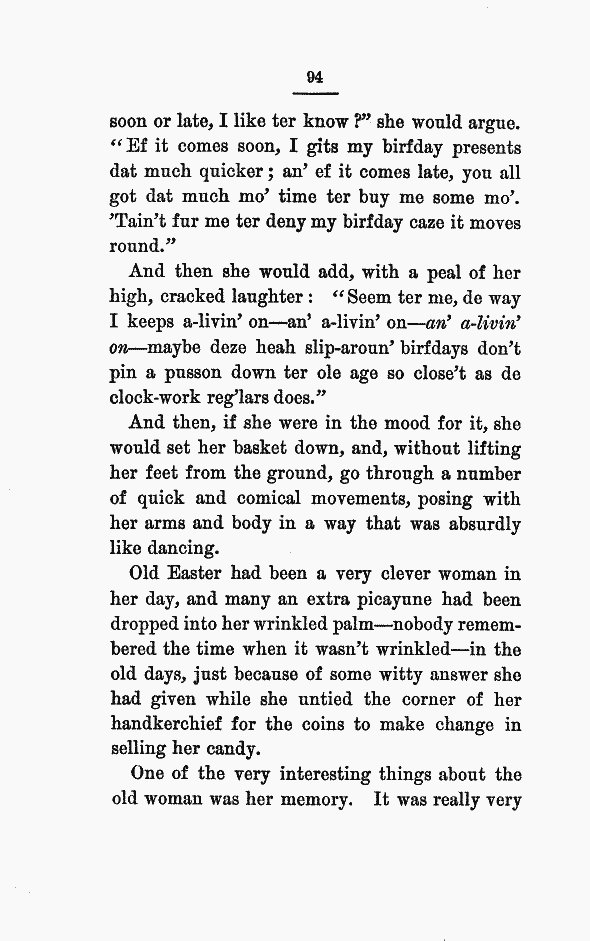 94
soon or late, I like ter know?" she would argue.
"Ef it comes soon, I gits my birfday presents
dat much quicker; an' ef it comes late, you all
got dat much mo' time ter buy me some mo'.
'Tain't fur me ter deny my birfday caze it moves
round."
And then she would add, with a peal of her
high, cracked laughter: "Seem ter me, de way
I keeps a-livin' on—an' a-livin' on—an' a-livin'
on—maybe deze heah slip-aroun' birfdays don't
pin a pusson down ter ole age so close't as de
clock-work reg'lars does."
And then, if she were in the mood for it, she
would set her basket down, and, without lifting
her feet from the ground, go through a number
of quick and comical movements, posing with
her arms and body in a way that was absurdly
like dancing.
Old Easter had been a very clever woman in
her day, and many an extra picayune had been
dropped into her wrinkled palm—nobody remem-
bered the time when it wasn't wrinkled—in the
old days, just because of some witty answer she
had given while she untied the corner of her
handkerchief for the coins to make change in
selling her candy.
One of the very interesting things about the
old woman was her memory. It was really very